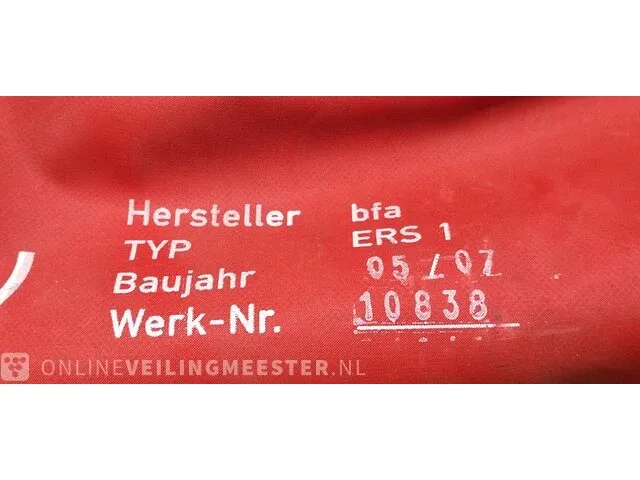 Hersteller bfa
TYP ERS 1
Baujahr 05/07
Werk-Nr. 10838
ONLINEVEILINGMEESTER.NL